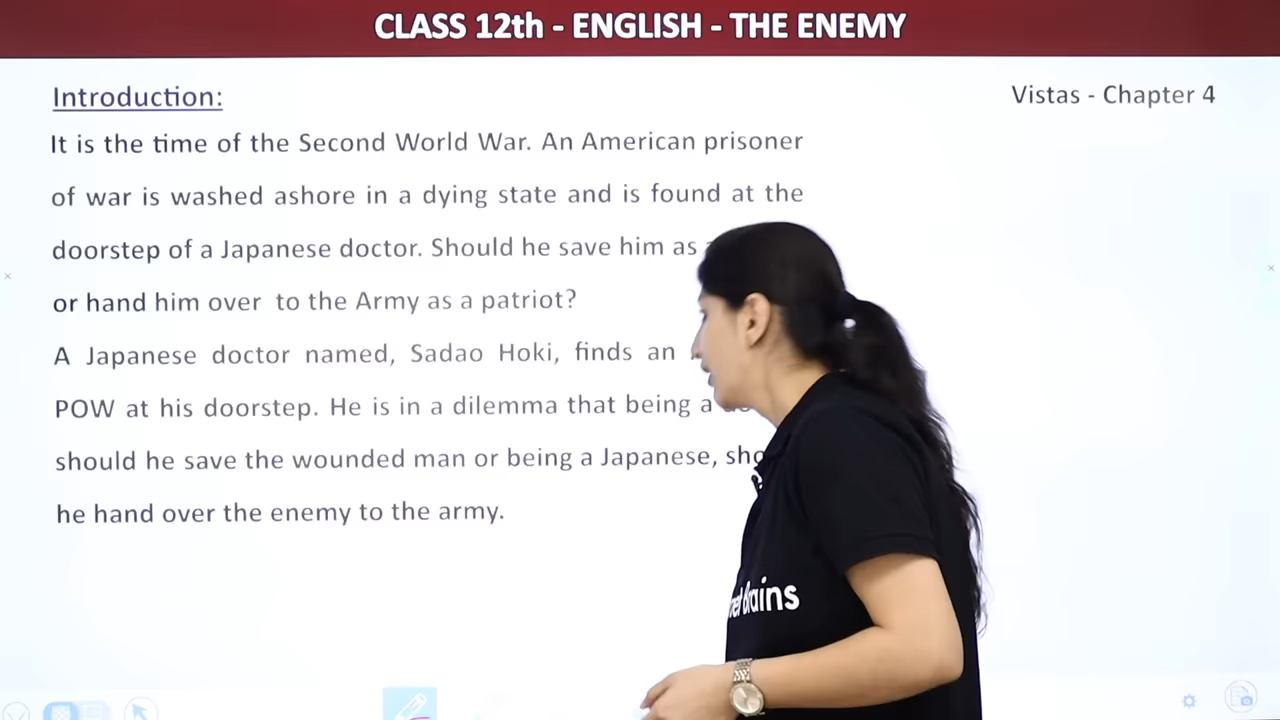 CLASS 12th - ENGLISH - THE ENEMY
Introduction:
Vistas - Chapter 4
It is the time of the Second World War. An American prisoner
of war is washed ashore in a dying state and is found at the
doorstep of a Japanese doctor. Should he save him as
or hand him over to the Army as a patriot?
A Japanese doctor named, Sadao Hoki, finds an
POW at his doorstep. He is in a dilemma that being a
should he save the wounded man or being a Japanese,
he hand over the enemy to the army.